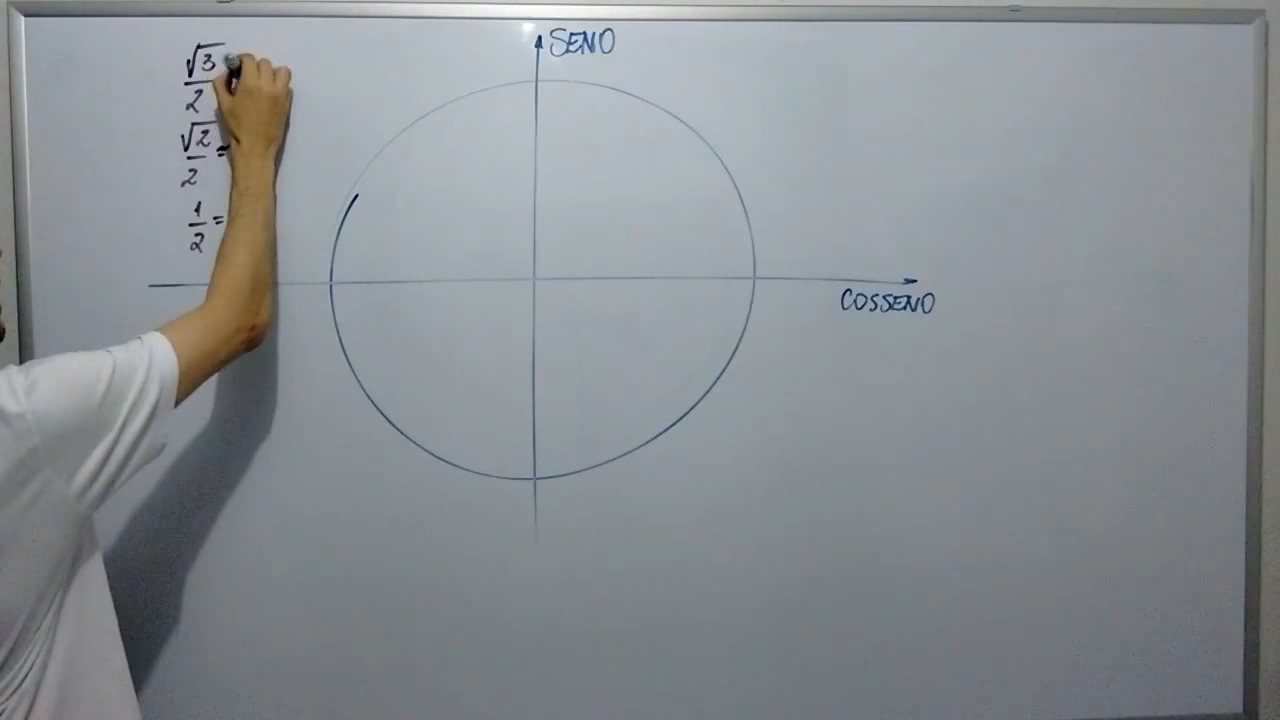 √3/2
√2/2 ≈
1/2 =
SENO
COSSENO